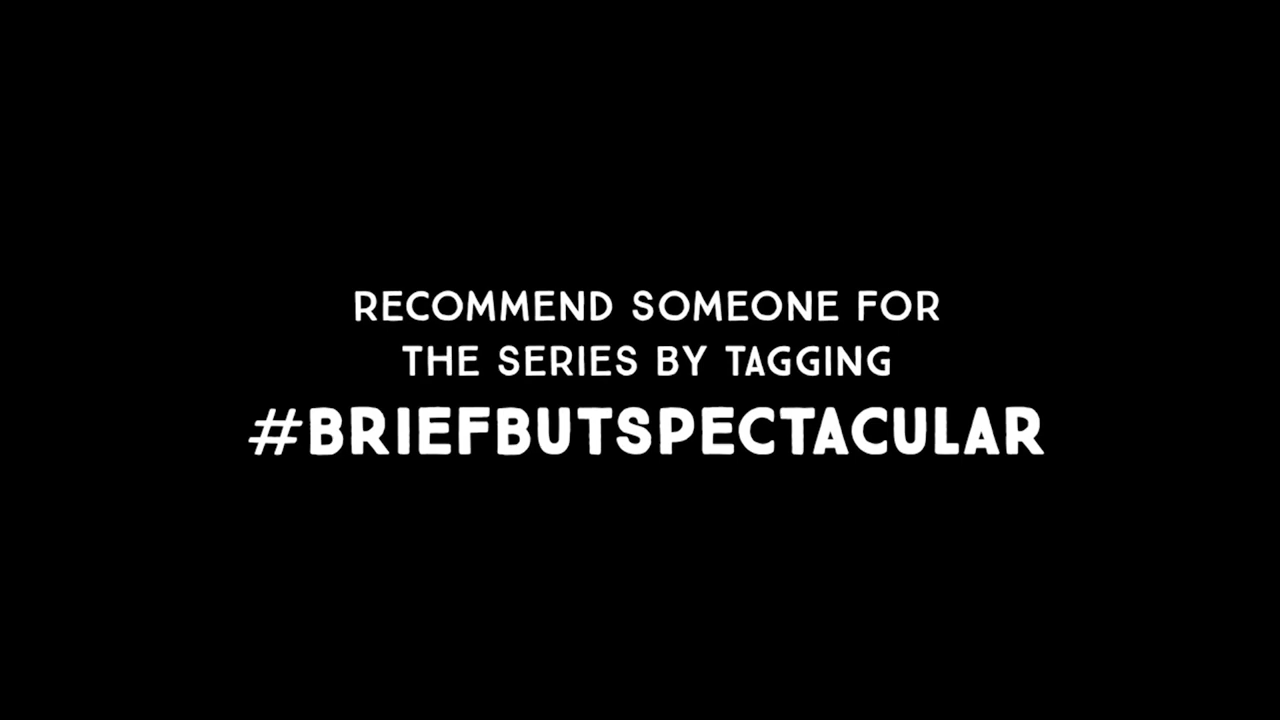 RECOMMEND SOMEONE FOR
THE SERIES BY TAGGING
#BRIEFBUTSPECTACULAR